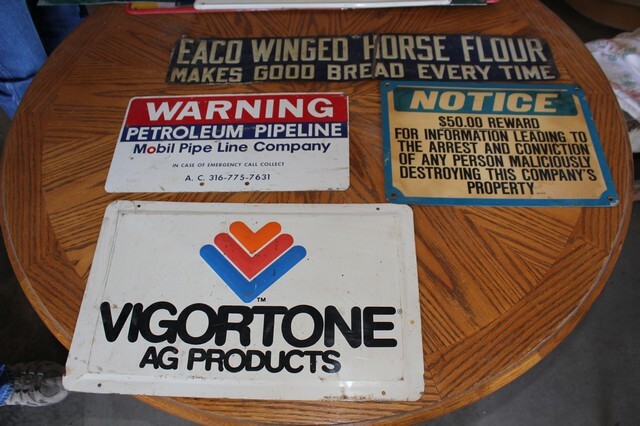 EACO WINGED HORSE FLOUR
MAKES GOOD BREAD EVERY TIME
WARNING
PETROLEUM PIPELINE
Mobil Pipe Line Company
IN CASE OF EMERGENCY CALL COLLECT
A. C. 316-775-7631
NOTICE
$50.00 REWARD
FOR INFORMATION LEADING TO
THE ARREST AND CONVICTION
OF ANY PERSON MALICIOUSLY
DESTROYING THIS COMPANY'S
PROPERTY
TM
VIGORTONE
AG PRODUCTS